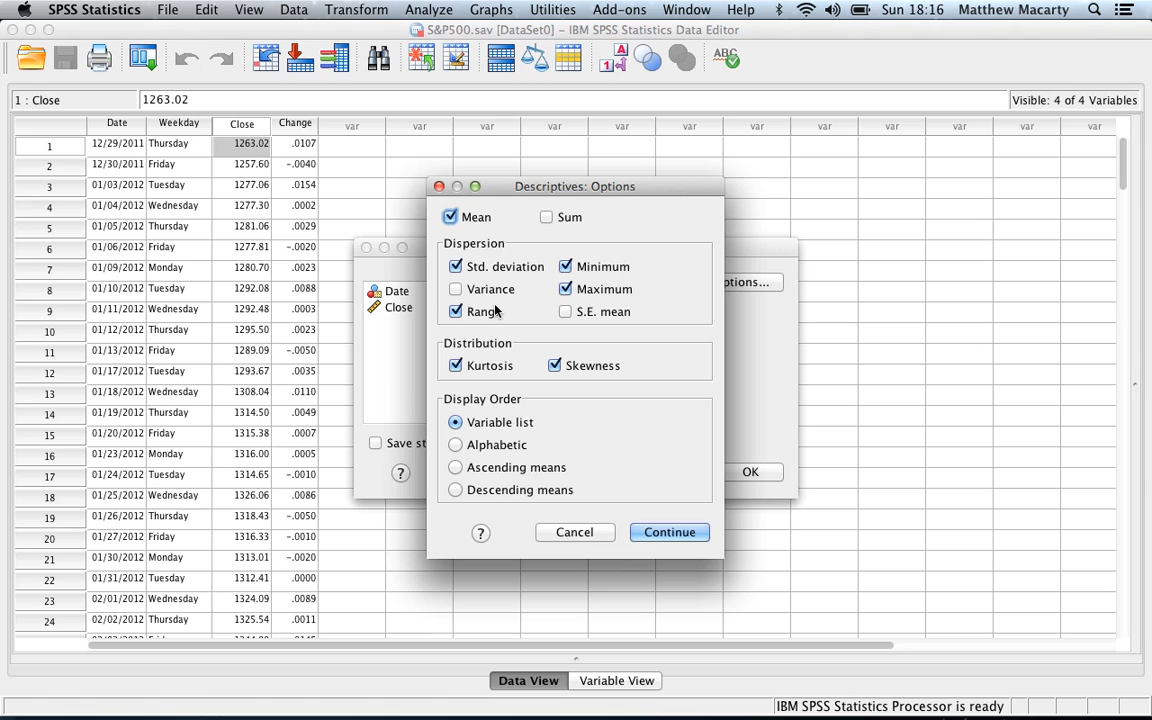 SPSS Statistics File Edit View Data Transform Analyze Graphs Utilities Add-ons Window Help Sun 18:16 Matthew Macarty
S&P500.sav [DataSet0] – IBM SPSS Statistics Data Editor
1 : Close 1263.02 Visible: 4 of 4 Variables
Date Weekday Close Change var var var var var var var var var var var var
1 12/29/2011 Thursday 1263.02 .0107
2 12/30/2011 Friday 1257.60 -.0040
3 01/03/2012 Tuesday 1277.06 .0154
4 01/04/2012 Wednesday 1277.30 .0002
5 01/05/2012 Thursday 1281.06 .0029
6 01/06/2012 Friday 1277.81 -.0020
7 01/09/2012 Monday 1280.70 .0023
8 01/10/2012 Tuesday 1292.08 .0088
9 01/11/2012 Wednesday 1292.48 .0003
10 01/12/2012 Thursday 1295.50 .0023
11 01/13/2012 Friday 1289.09 -.0050
12 01/17/2012 Tuesday 1293.67 .0035
13 01/18/2012 Wednesday 1308.04 .0110
14 01/19/2012 Thursday 1314.50 .0049
15 01/20/2012 Friday 1315.38 .0007
16 01/23/2012 Monday 1316.00 .0005
17 01/24/2012 Tuesday 1314.65 -.0010
18 01/25/2012 Wednesday 1326.06 .0086
19 01/26/2012 Thursday 1318.43 -.0050
20 01/27/2012 Friday 1316.33 -.0010
21 01/30/2012 Monday 1313.01 -.0020
22 01/31/2012 Tuesday 1312.41 .0000
23 02/01/2012 Wednesday 1324.09 .0089
24 02/02/2012 Thursday 1325.54 .0011
Date
Close
Save st
?
ptions...
OK
Descriptives: Options
Mean Sum
Dispersion
Std. deviation Minimum
Variance Maximum
Rang S.E. mean
Distribution
Kurtosis Skewness
Display Order
Variable list
Alphabetic
Ascending means
Descending means
? Cancel Continue
Data View Variable View
IBM SPSS Statistics Processor is ready